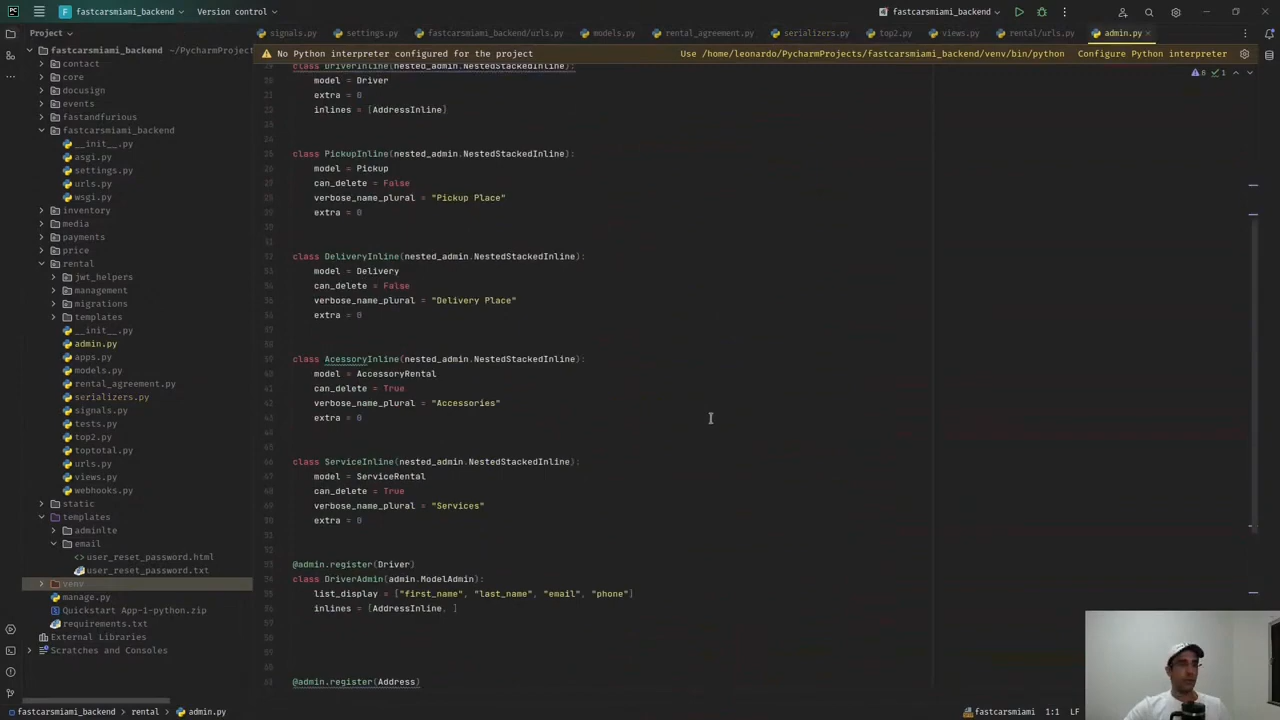 F fastcarsmiami_backend Version control fastcarsmiami_backend
Project
signals.py settings.py fastcarsmiami_backend/urls.py models.py rental_agreement.py serializers.py top2.py views.py rental/urls.py admin.py
No Python interpreter configured for the project Use /home/leonardo/PycharmProjects/fastcarsmiami_backend/venv/bin/python Configure Python interpreter
8 1
fastcarsmiami_backend ~/PycharmProjec
contact
core
docusign
events
fastandfurious
fastcarsmiami_backend
__init__.py
asgi.py
settings.py
urls.py
wsgi.py
inventory
media
payments
price
rental
jwt_helpers
management
migrations
templates
__init__.py
admin.py
apps.py
models.py
rental_agreement.py
serializers.py
signals.py
tests.py
top2.py
toptotal.py
urls.py
views.py
webhooks.py
static
templates
adminlte
email
user_reset_password.html
user_reset_password.txt
venv
manage.py
Quickstart App-1-python.zip
requirements.txt
External Libraries
Scratches and Consoles
class DriverInline(nested_admin.NestedStackedInline):
model = Driver
extra = 0
inlines = [AddressInline]
class PickupInline(nested_admin.NestedStackedInline):
model = Pickup
can_delete = False
verbose_name_plural = "Pickup Place"
extra = 0
class DeliveryInline(nested_admin.NestedStackedInline):
model = Delivery
can_delete = False
verbose_name_plural = "Delivery Place"
extra = 0
class AcessoryInline(nested_admin.NestedStackedInline):
model = AccessoryRental
can_delete = True
verbose_name_plural = "Accessories"
extra = 0
class ServiceInline(nested_admin.NestedStackedInline):
model = ServiceRental
can_delete = True
verbose_name_plural = "Services"
extra = 0
@admin.register(Driver)
class DriverAdmin(admin.ModelAdmin):
list_display = ["first_name", "last_name", "email", "phone"]
inlines = [AddressInline, ]
@admin.register(Address)
fastcarsmiami_backend › rental › admin.py fastcarsmiami 1:1 LF